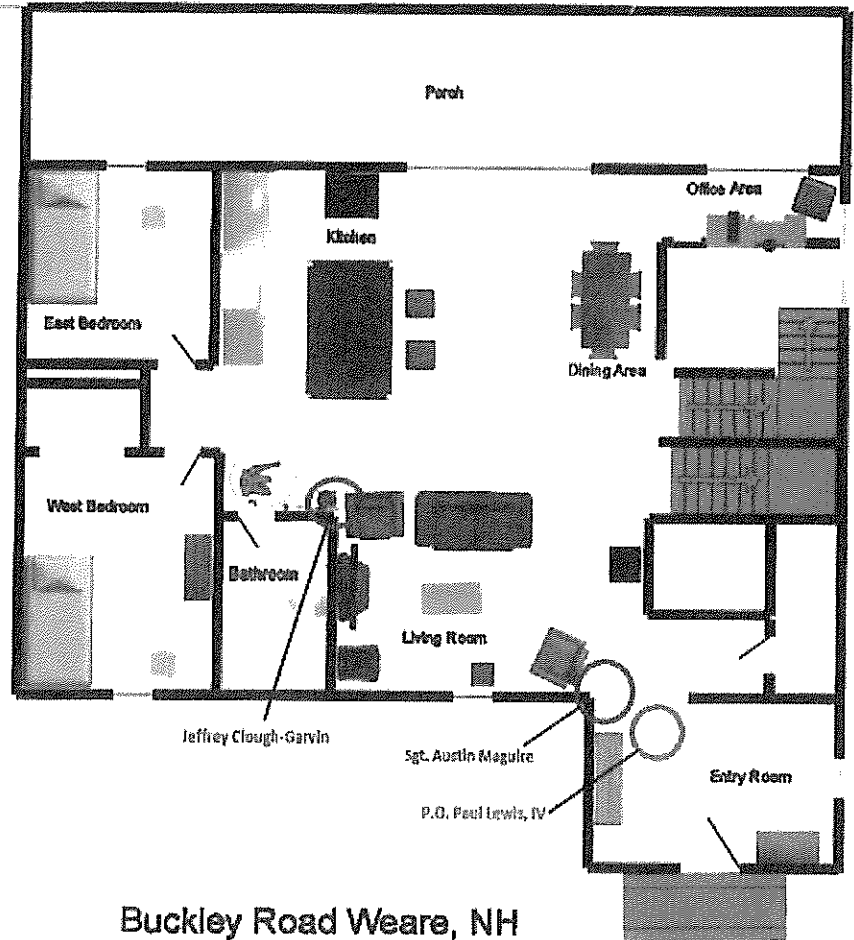 Porch
Office Area
Kitchen
East Bedroom
Dining Area
West Bedroom
Bathroom
Living Room
Jeffrey Clough-Garvin
Sgt. Austin Maguire
Entry Room
P.O. Paul Lewis, IV
Buckley Road Weare, NH